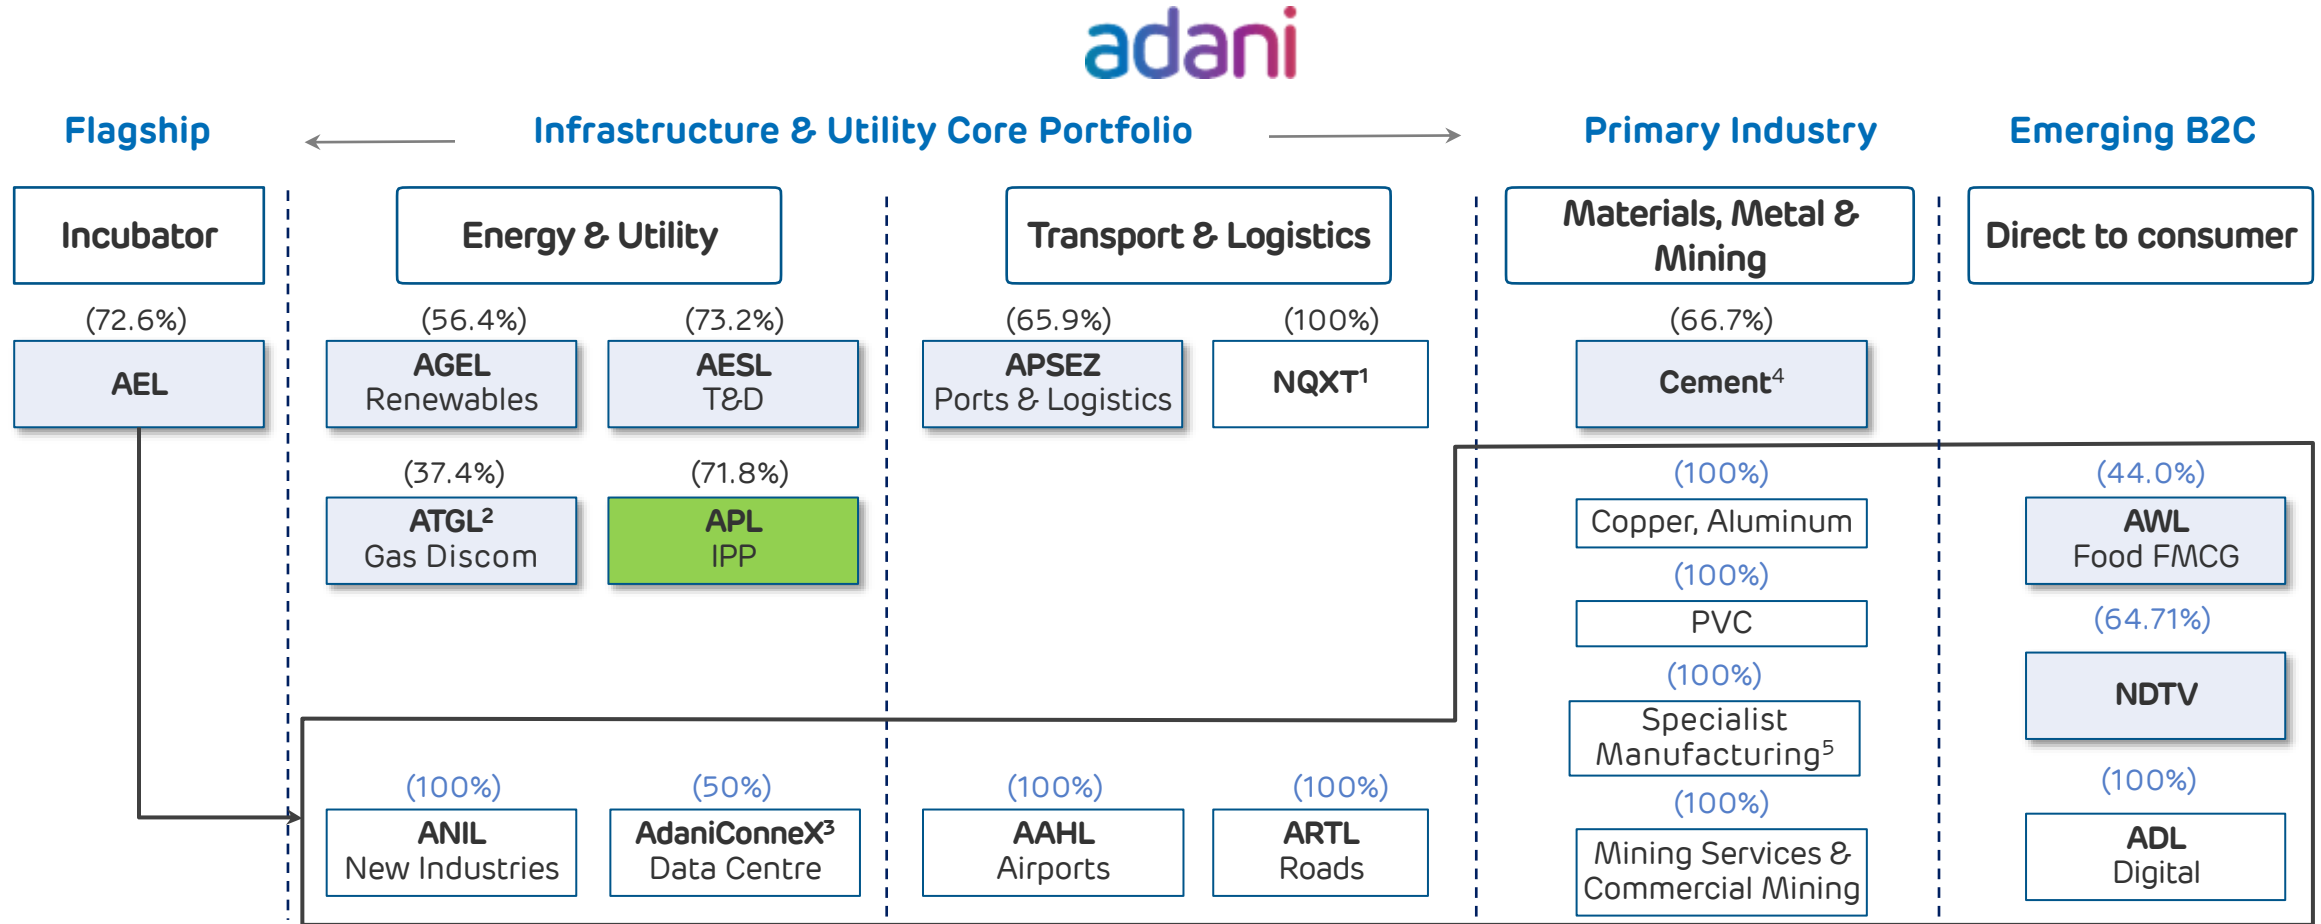 adani
Flagship
Infrastructure & Utility Core Portfolio
Primary Industry
Emerging B2C
Incubator
Energy & Utility
Transport & Logistics
Materials, Metal &
Mining
Direct to consumer
(72.6%)
(56.4%)
(73.2%)
(65.9%)
(100%)
(66.7%)
AEL
AGEL
Renewables
AESL
T&D
APSEZ
Ports & Logistics
NQXT¹
Cement⁴
(37.4%)
(71.8%)
(100%)
(44.0%)
ATGL²
Gas Discom
APL
IPP
Copper, Aluminum
AWL
Food FMCG
(100%)
PVC
(64.71%)
NDTV
(100%)
Specialist
Manufacturing⁵
(100%)
(50%)
(100%)
(100%)
(100%)
(100%)
ANIL
New Industries
AdaniConneX³
Data Centre
AAHL
Airports
ARTL
Roads
Mining Services &
Commercial Mining
ADL
Digital